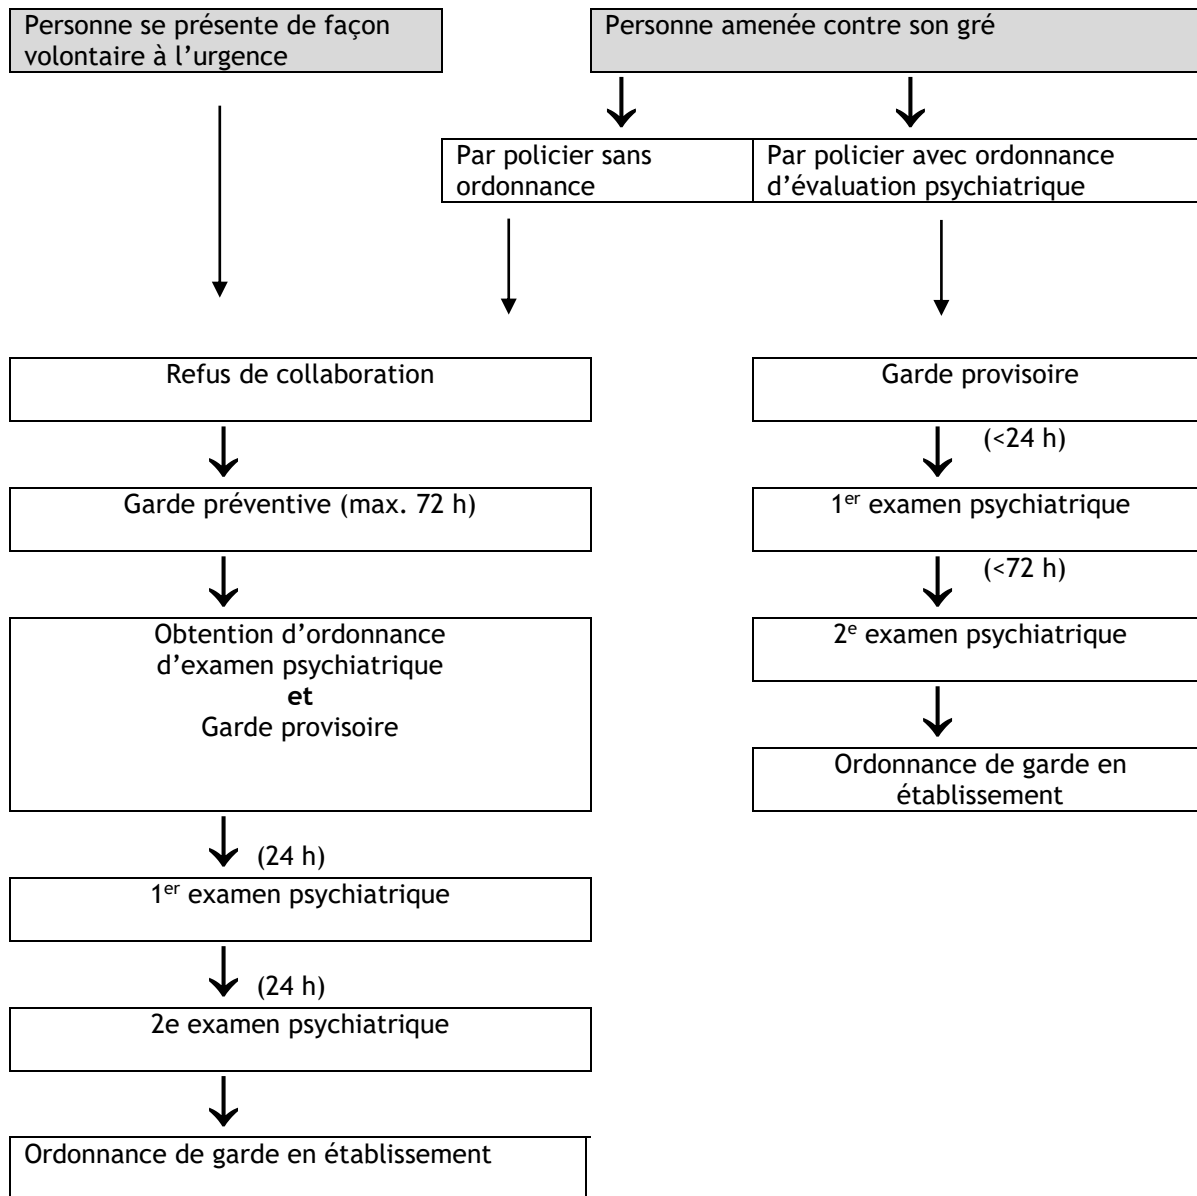 Personne se présente de façon
volontaire à l’urgence
Personne amenée contre son gré
Par policier sans
ordonnance
Par policier avec ordonnance
d’évaluation psychiatrique
Refus de collaboration
Garde préventive (max. 72 h)
Obtention d’ordonnance
d’examen psychiatrique
et
Garde provisoire
(24 h)
1er examen psychiatrique
(24 h)
2e examen psychiatrique
Ordonnance de garde en établissement
Garde provisoire
(<24 h)
1er examen psychiatrique
(<72 h)
2e examen psychiatrique
Ordonnance de garde en
établissement